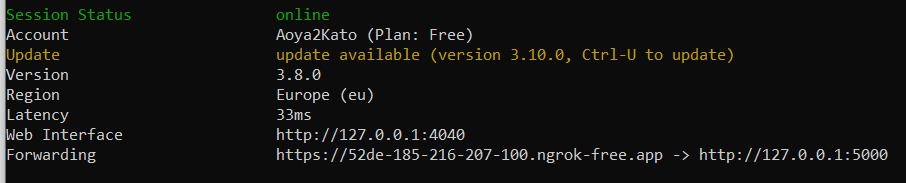 Session Status online
Account Aoya2Kato (Plan: Free)
Update update available (version 3.10.0, Ctrl-U to update)
Version 3.8.0
Region Europe (eu)
Latency 33ms
Web Interface http://127.0.0.1:4040
Forwarding https://52de-185-216-207-100.ngrok-free.app -> http://127.0.0.1:5000